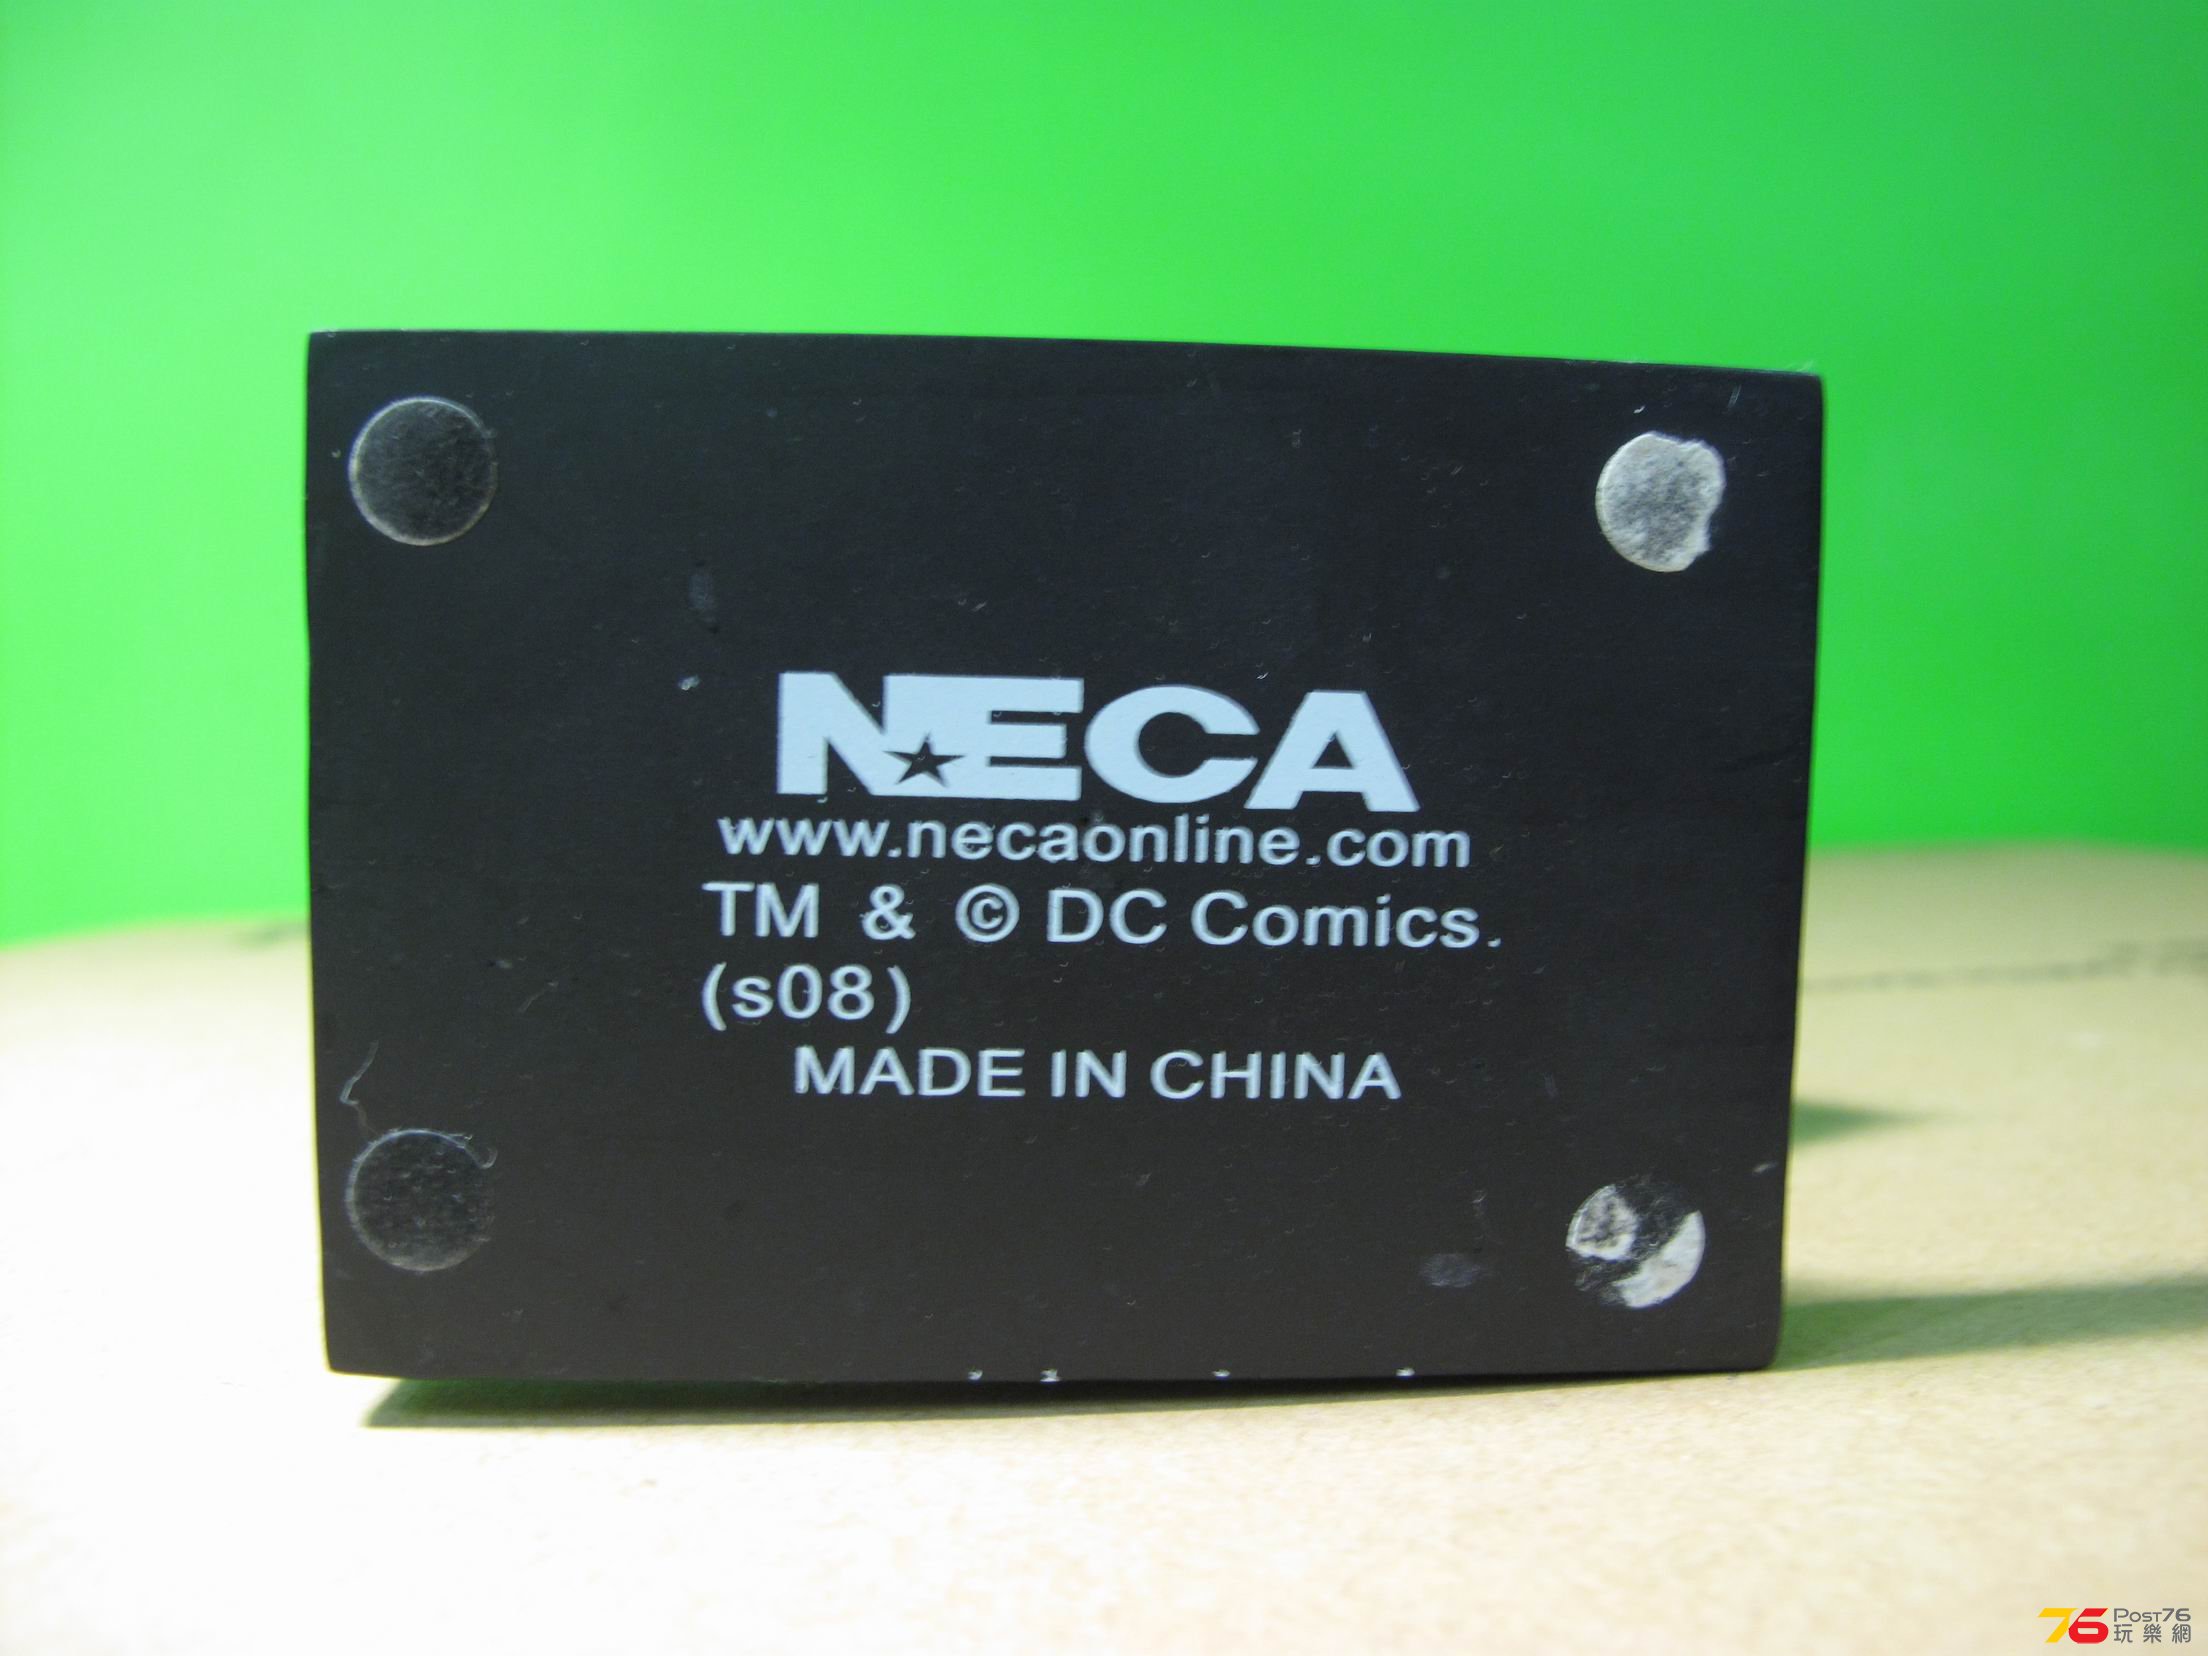 NECA
www.necaonline.com
TM & © DC Comics.
(s08)
MADE IN CHINA
76 POST76
玩樂網